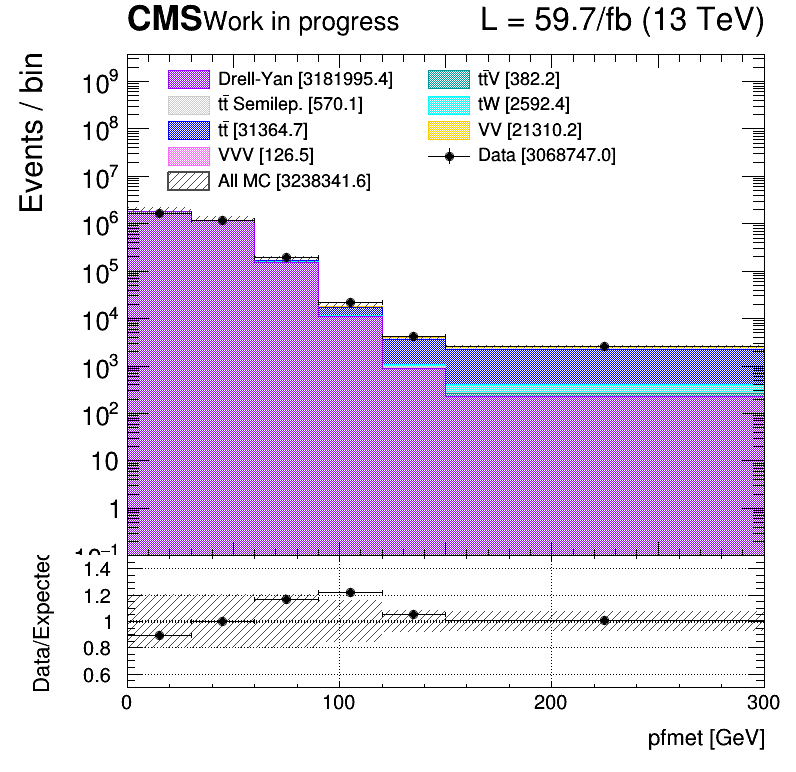 CMS Work in progress L = 59.7/fb (13 TeV)
Events / bin
Drell-Yan [3181995.4]
tt̄ Semilep. [570.1]
tt̄ [31364.7]
VVV [126.5]
All MC [3238341.6]
tt̄V [382.2]
tW [2592.4]
VV [21310.2]
Data [3068747.0]
10⁹
10⁸
10⁷
10⁶
10⁵
10⁴
10³
10²
10
1
10⁻¹
Data/Expected
1.4
1.2
1
0.8
0.6
0 100 200 300
pfmet [GeV]